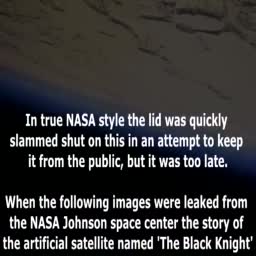 In true NASA style the lid was quickly
slammed shut on this in an attempt to keep
it from the public, but it was too late.
When the following images were leaked from
the NASA Johnson space center the story of
the artificial satellite named 'The Black Knight'